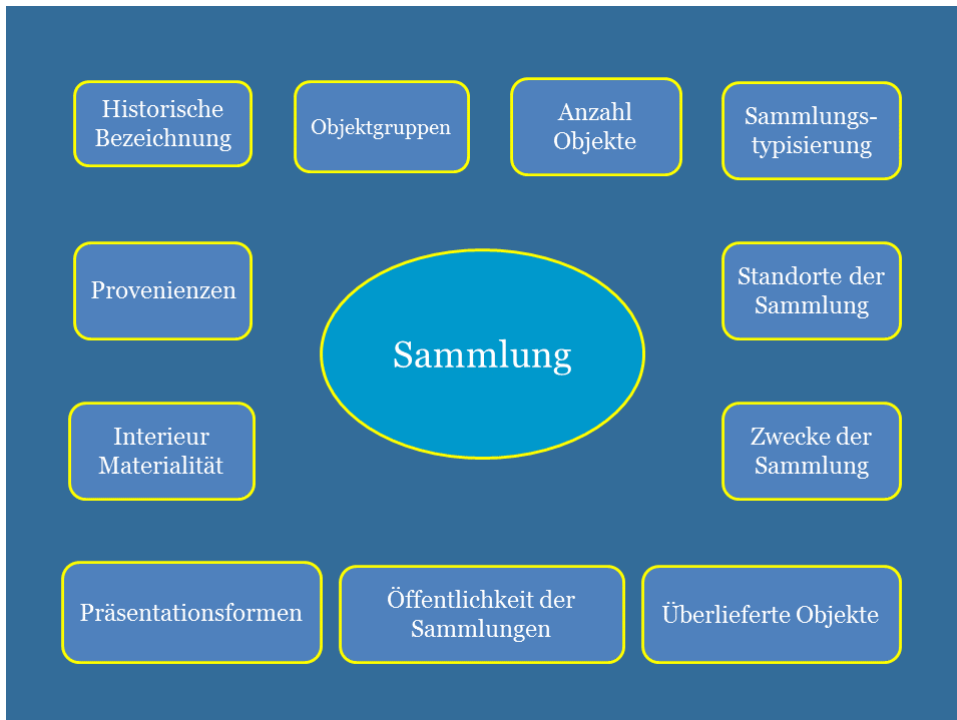 Historische
Bezeichnung
Objektgruppen
Anzahl
Objekte
Sammlungs-
typisierung
Provenienzen
Sammlung
Standorte der
Sammlung
Interieur
Materialität
Zwecke der
Sammlung
Präsentationsformen
Öffentlichkeit der
Sammlungen
Überlieferte Objekte